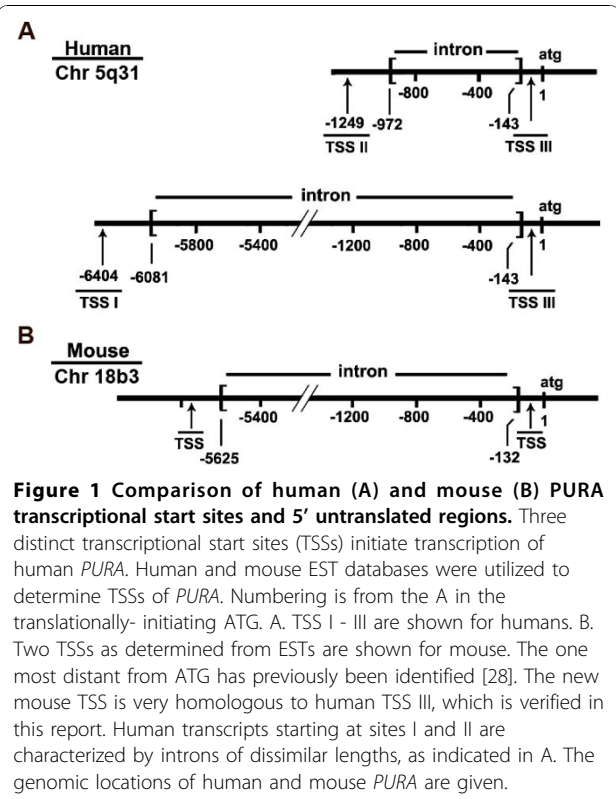 A
Human
Chr 5q31
intron
atg
-800
-400
1
-1249
-972
-143
TSS II
TSS III
intron
atg
-5800
-5400
-1200
-800
-400
1
-6404
-6081
-143
TSS I
TSS III
B
Mouse
Chr 18b3
intron
atg
-5400
-1200
-800
-400
1
TSS
-5625
-132
TSS
Figure 1 Comparison of human (A) and mouse (B) PURA
transcriptional start sites and 5′ untranslated regions. Three
distinct transcriptional start sites (TSSs) initiate transcription of
human PURA. Human and mouse EST databases were utilized to
determine TSSs of PURA. Numbering is from the A in the
translationally- initiating ATG. A. TSS I - III are shown for humans. B.
Two TSSs as determined from ESTs are shown for mouse. The one
most distant from ATG has previously been identified [28]. The new
mouse TSS is very homologous to human TSS III, which is verified in
this report. Human transcripts starting at sites I and II are
characterized by introns of dissimilar lengths, as indicated in A. The
genomic locations of human and mouse PURA are given.